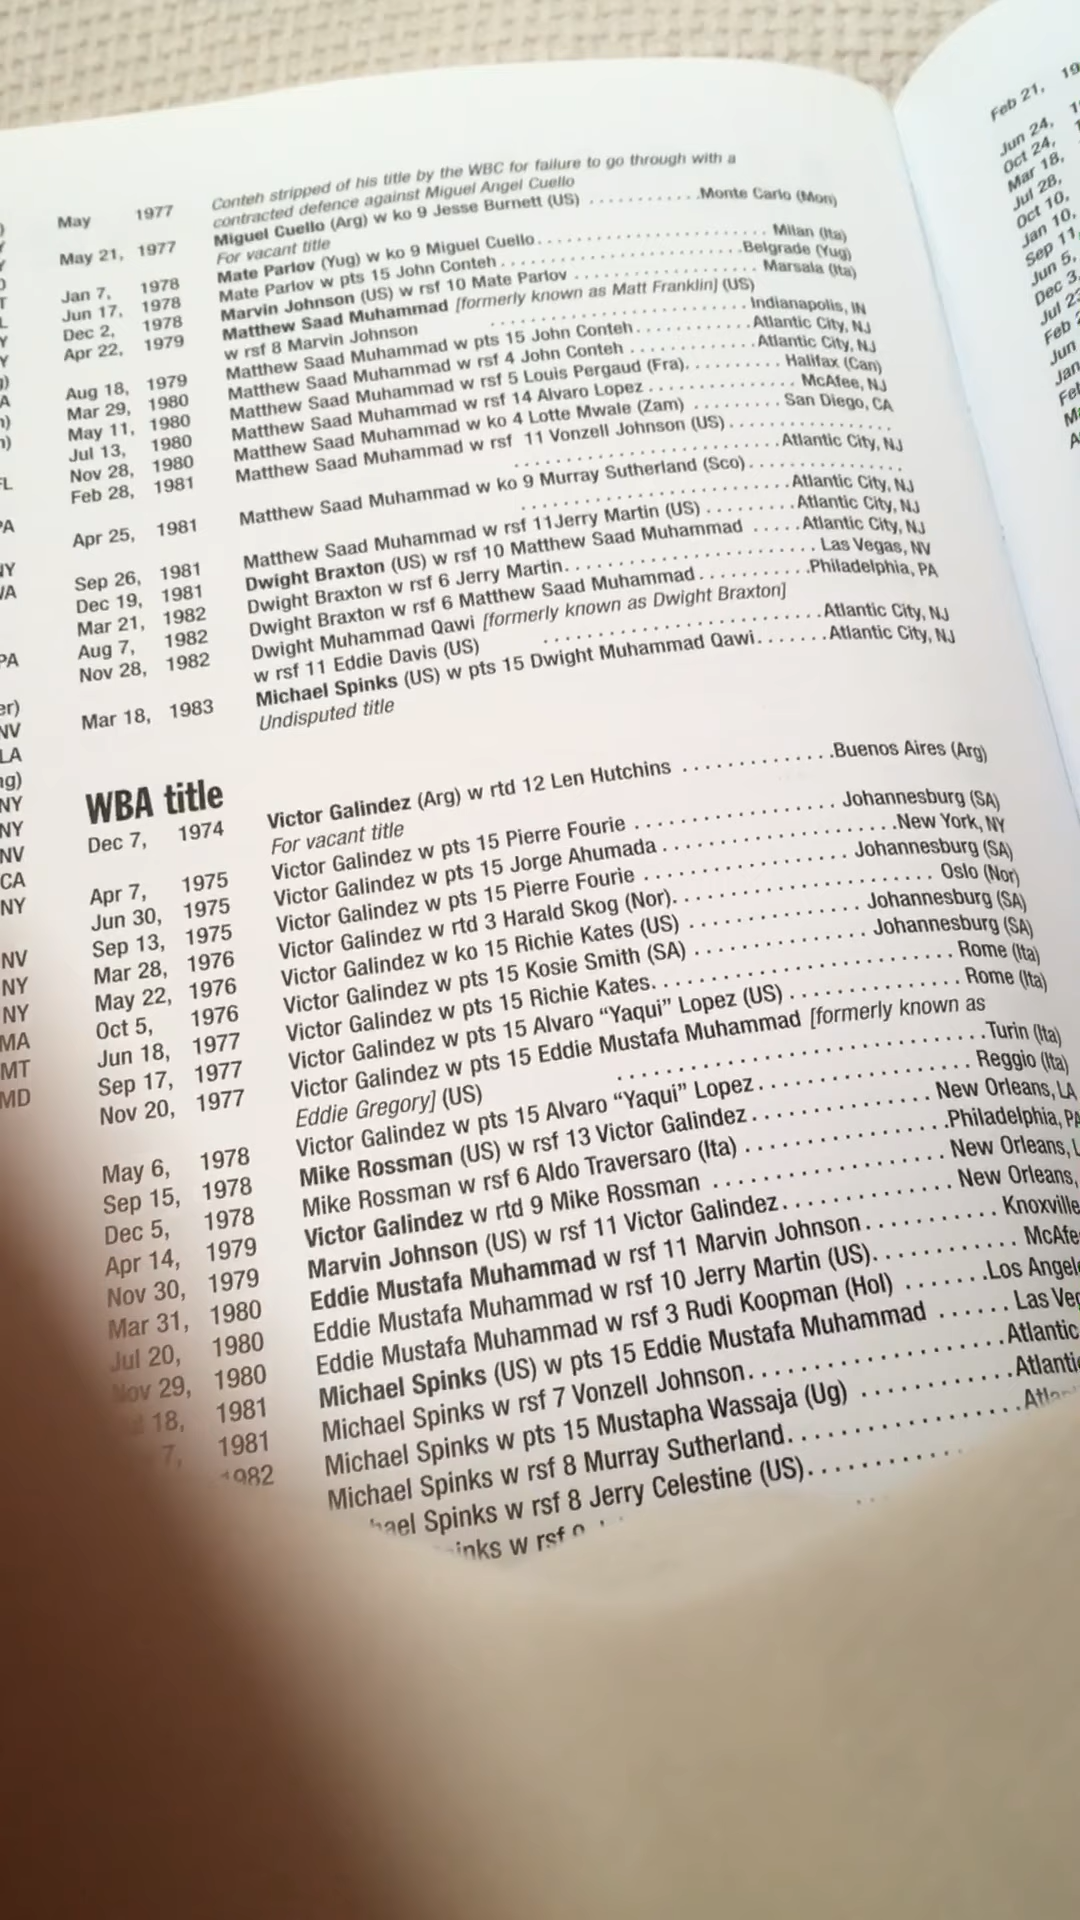 May 1977 Conteh stripped of his title by the WBC for failure to go through with a
contracted defence against Miguel Angel Cuello
May 21, 1977 Miguel Cuello (Arg) w ko 9 Jesse Burnett (US) ............Monte Carlo (Mon)
For vacant title
Jan 7, 1978 Mate Parlov (Yug) w ko 9 Miguel Cuello.........................Milan (Ita)
Jun 17, 1978 Mate Parlov w pts 15 John Conteh..........................Belgrade (Yug)
Dec 2, 1978 Marvin Johnson (US) w rsf 10 Mate Parlov ....................Marsala (Ita)
Apr 22, 1979 Matthew Saad Muhammad [formerly known as Matt Franklin] (US)
w rsf 8 Marvin Johnson ...........................Indianapolis, IN
Aug 18, 1979 Matthew Saad Muhammad w pts 15 John Conteh............Atlantic City, NJ
Mar 29, 1980 Matthew Saad Muhammad w rsf 4 John Conteh .............Atlantic City, NJ
May 11, 1980 Matthew Saad Muhammad w rsf 5 Louis Pergaud (Fra)..........Halifax (Can)
Jul 13, 1980 Matthew Saad Muhammad w rsf 14 Alvaro Lopez ...............McAfee, NJ
Nov 28, 1980 Matthew Saad Muhammad w ko 4 Lotte Mwale (Zam) .........San Diego, CA
Feb 28, 1981 Matthew Saad Muhammad w rsf 11 Vonzell Johnson (US)................
...........................Atlantic City, NJ
Apr 25, 1981 Matthew Saad Muhammad w ko 9 Murray Sutherland (Sco)...............
...........................Atlantic City, NJ
Sep 26, 1981 Matthew Saad Muhammad w rsf 11Jerry Martin (US) .........Atlantic City, NJ
Dec 19, 1981 Dwight Braxton (US) w rsf 10 Matthew Saad Muhammad .....Atlantic City, NJ
Mar 21, 1982 Dwight Braxton w rsf 6 Jerry Martin.........................Las Vegas, NV
Aug 7, 1982 Dwight Braxton w rsf 6 Matthew Saad Muhammad...........Philadelphia, PA
Nov 28, 1982 Dwight Muhammad Qawi [formerly known as Dwight Braxton]
w rsf 11 Eddie Davis (US) ...........................Atlantic City, NJ
Mar 18, 1983 Michael Spinks (US) w pts 15 Dwight Muhammad Qawi.......Atlantic City, NJ
Undisputed title
WBA title
Dec 7, 1974 Victor Galindez (Arg) w rtd 12 Len Hutchins ...............Buenos Aires (Arg)
For vacant title
Apr 7, 1975 Victor Galindez w pts 15 Pierre Fourie ....................Johannesburg (SA)
Jun 30, 1975 Victor Galindez w pts 15 Jorge Ahumada .......................New York, NY
Sep 13, 1975 Victor Galindez w pts 15 Pierre Fourie ....................Johannesburg (SA)
Mar 28, 1976 Victor Galindez w rtd 3 Harald Skog (Nor).........................Oslo (Nor)
May 22, 1976 Victor Galindez w ko 15 Richie Kates (US) .................Johannesburg (SA)
Oct 5, 1976 Victor Galindez w pts 15 Kosie Smith (SA) .................Johannesburg (SA)
Jun 18, 1977 Victor Galindez w pts 15 Richie Kates...........................Rome (Ita)
Sep 17, 1977 Victor Galindez w pts 15 Alvaro “Yaqui” Lopez (US) ...............Rome (Ita)
Nov 20, 1977 Victor Galindez w pts 15 Eddie Mustafa Muhammad [formerly known as
Eddie Gregory] (US) .................................Turin (Ita)
May 6, 1978 Victor Galindez w pts 15 Alvaro “Yaqui” Lopez...................Reggio (Ita)
Sep 15, 1978 Mike Rossman (US) w rsf 13 Victor Galindez................New Orleans, LA
Dec 5, 1978 Mike Rossman w rsf 6 Aldo Traversaro (Ita) .................Philadelphia, PA
Apr 14, 1979 Victor Galindez w rtd 9 Mike Rossman ....................New Orleans, L
Nov 30, 1979 Marvin Johnson (US) w rsf 11 Victor Galindez...............New Orleans,
Mar 31, 1980 Eddie Mustafa Muhammad w rsf 11 Marvin Johnson............Knoxville
Jul 20, 1980 Eddie Mustafa Muhammad w rsf 10 Jerry Martin (US).............McAfe
Nov 29, 1980 Eddie Mustafa Muhammad w rsf 3 Rudi Koopman (Hol) .......Los Angele
18, 1981 Michael Spinks (US) w pts 15 Eddie Mustafa Muhammad ......Las Veg
7, 1981 Michael Spinks w rsf 7 Vonzell Johnson......................Atlantic
1982 Michael Spinks w pts 15 Mustapha Wassaja (Ug) .............Atlantic
Michael Spinks w rsf 8 Murray Sutherland...................Atla
hael Spinks w rsf 8 Jerry Celestine (US)............
inks w rsf
Feb 21, 19
Jun 24,
Oct 24,
Mar 18,
Jul 28,
Oct 10,
Jan 10,
Sep 11,
Jun 5,
Dec 3,